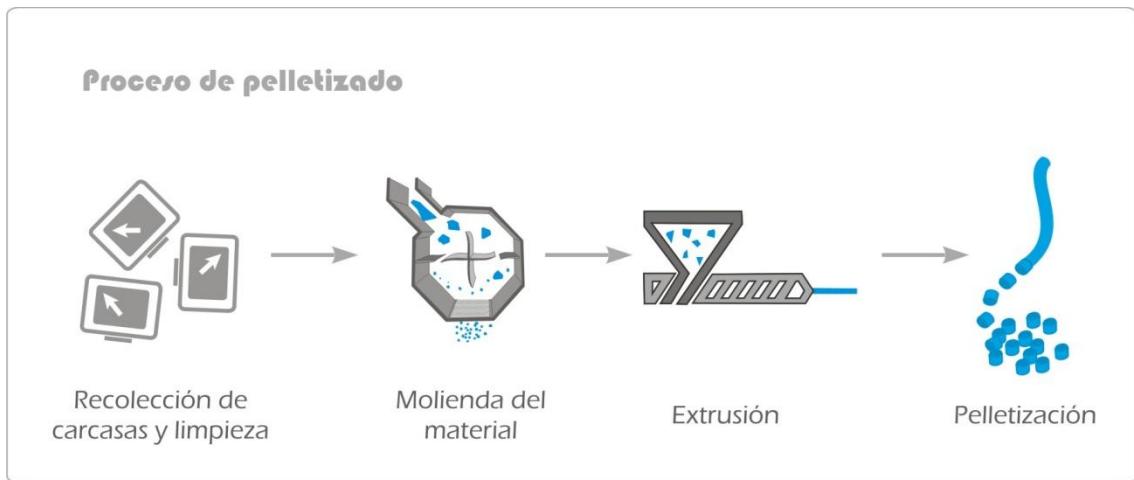 Proceso de pelletizado
Recolección de
carcasas y limpieza
Molienda del
material
Extrusión
Pelletización